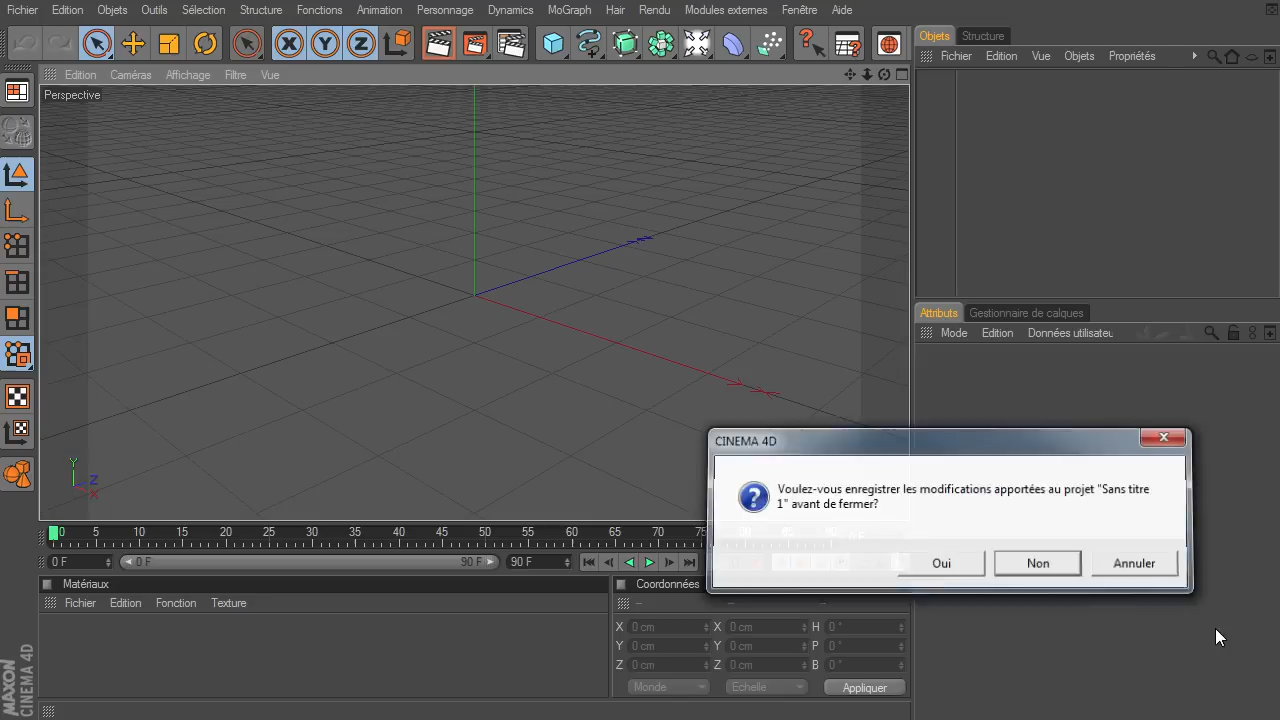 Fichier Edition Objets Outils Sélection Structure Fonctions Animation Personnage Dynamics MoGraph Hair Rendu Modules externes Fenêtre Aide
X Y Z
Objets Structure
Fichier Edition Vue Objets Propriétés
Edition Caméras Affichage Filtre Vue
Perspective
Attributs Gestionnaire de calques
Mode Edition Données utilisateu
CINEMA 4D
Voulez-vous enregistrer les modifications apportées au projet "Sans titre
1" avant de fermer?
Oui Non Annuler
Y
Z
X
0 5 10 15 20 25 30 35 40 45 50 55 60 65 70 75
0 F 0 F 90 F 90 F
Matériaux
Fichier Edition Fonction Texture
Coordonnées
X 0 cm X 0 cm H 0 °
Y 0 cm Y 0 cm P 0 °
Z 0 cm Z 0 cm B 0 °
Monde Echelle Appliquer
MAXON
CINEMA 4D